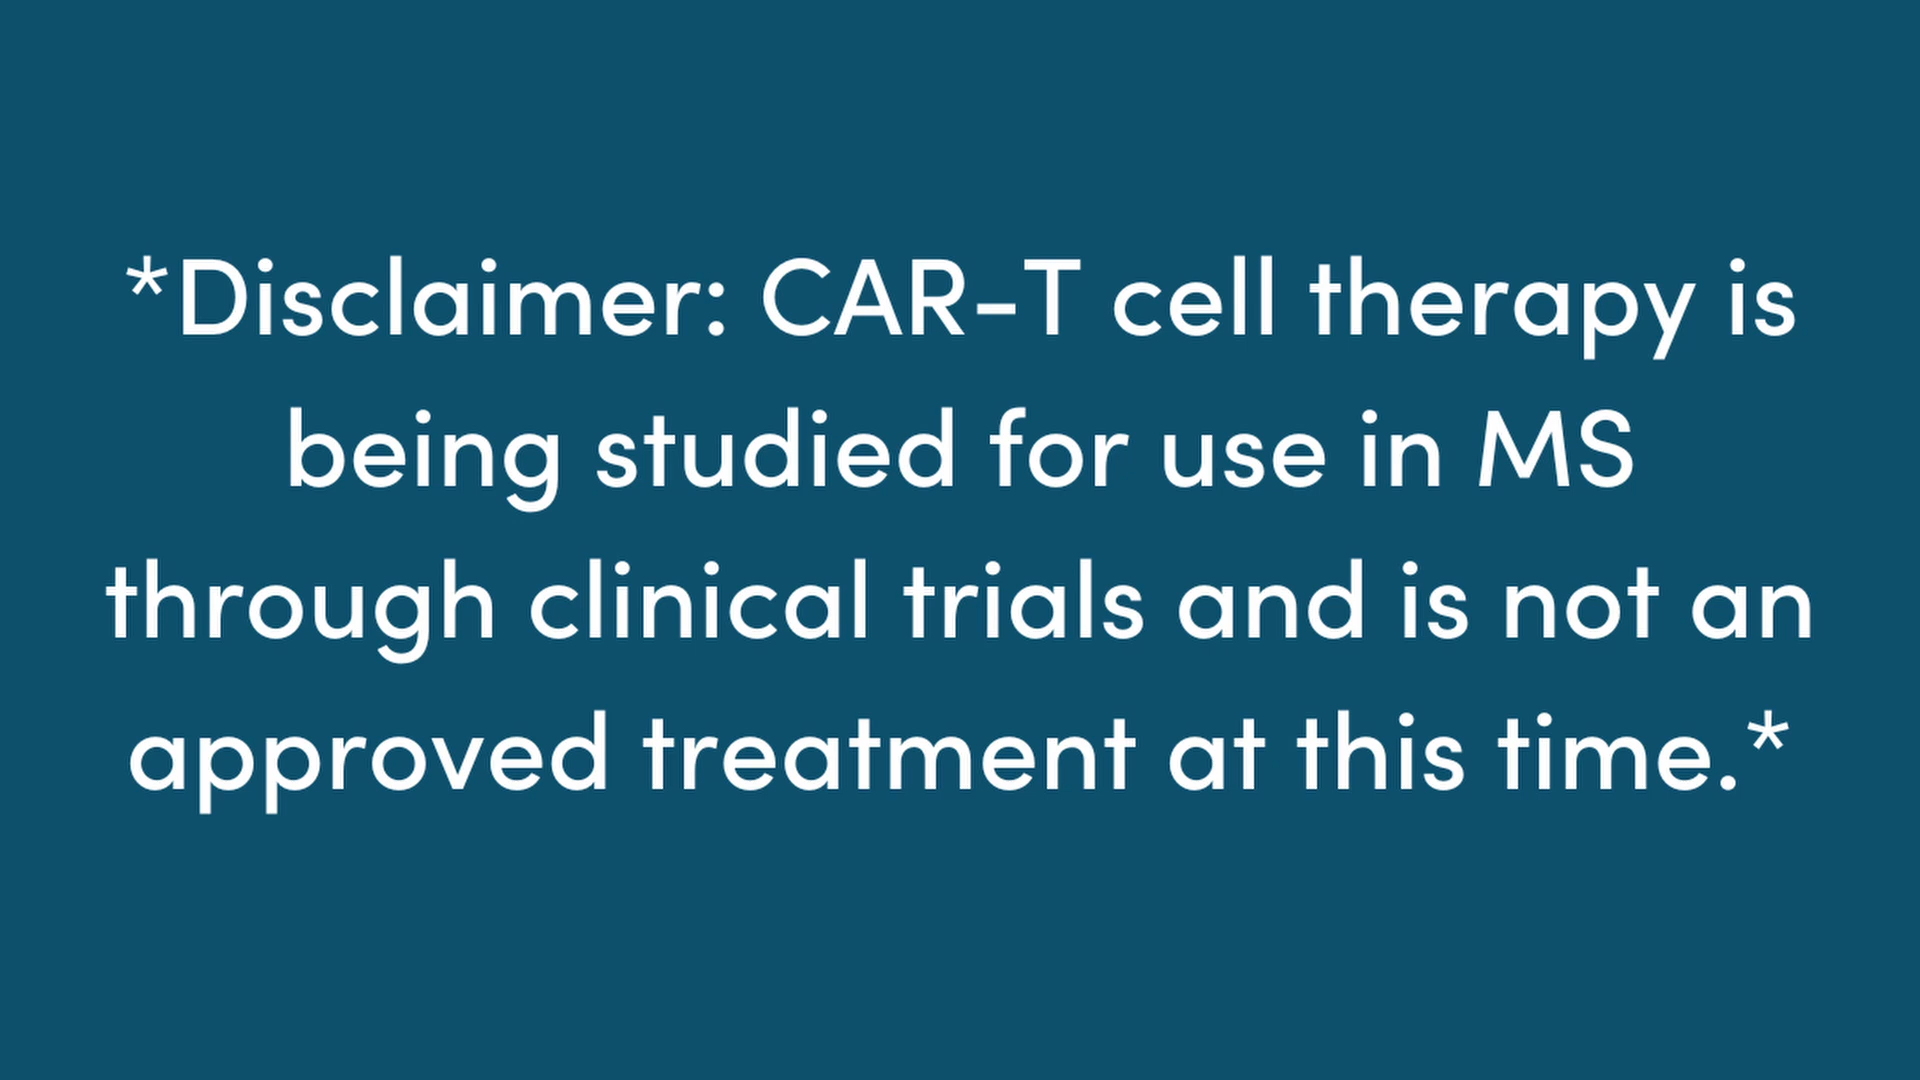 *Disclaimer: CAR-T cell therapy is
being studied for use in MS
through clinical trials and is not an
approved treatment at this time.*